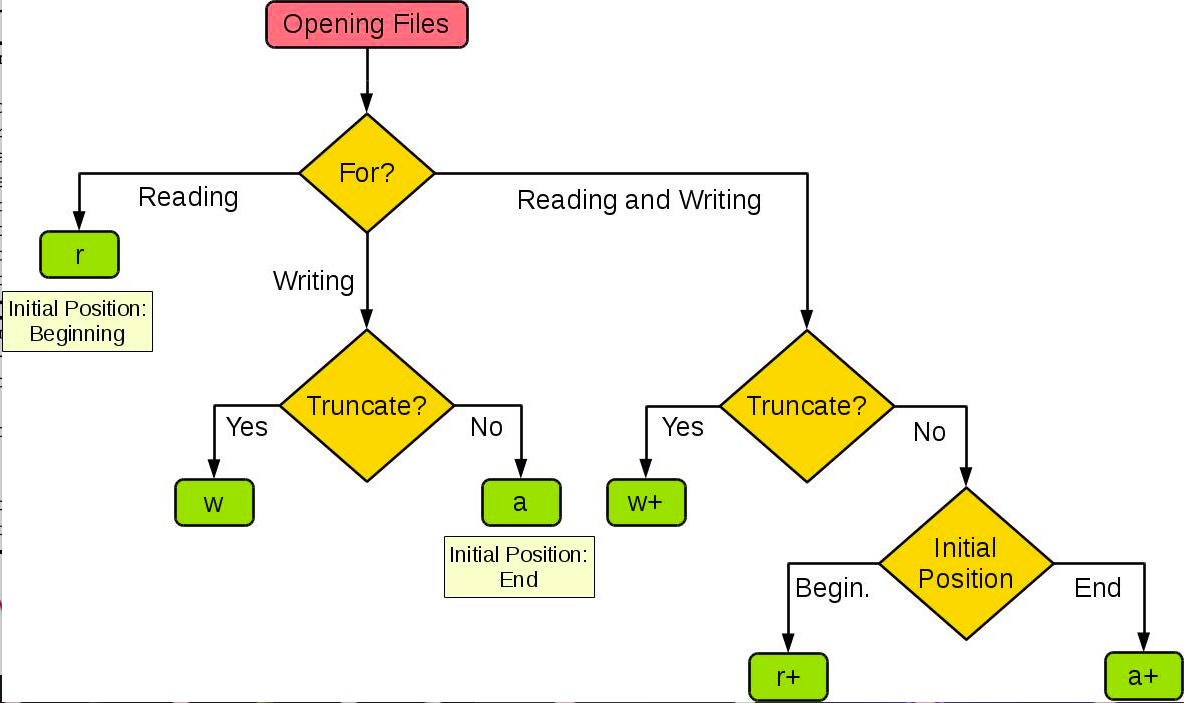 Opening Files
For?
Reading
Reading and Writing
r
Writing
Initial Position:
Beginning
Truncate?
Yes
No
w
a
Initial Position:
End
Truncate?
Yes
No
w+
Initial
Position
Begin.
End
r+
a+